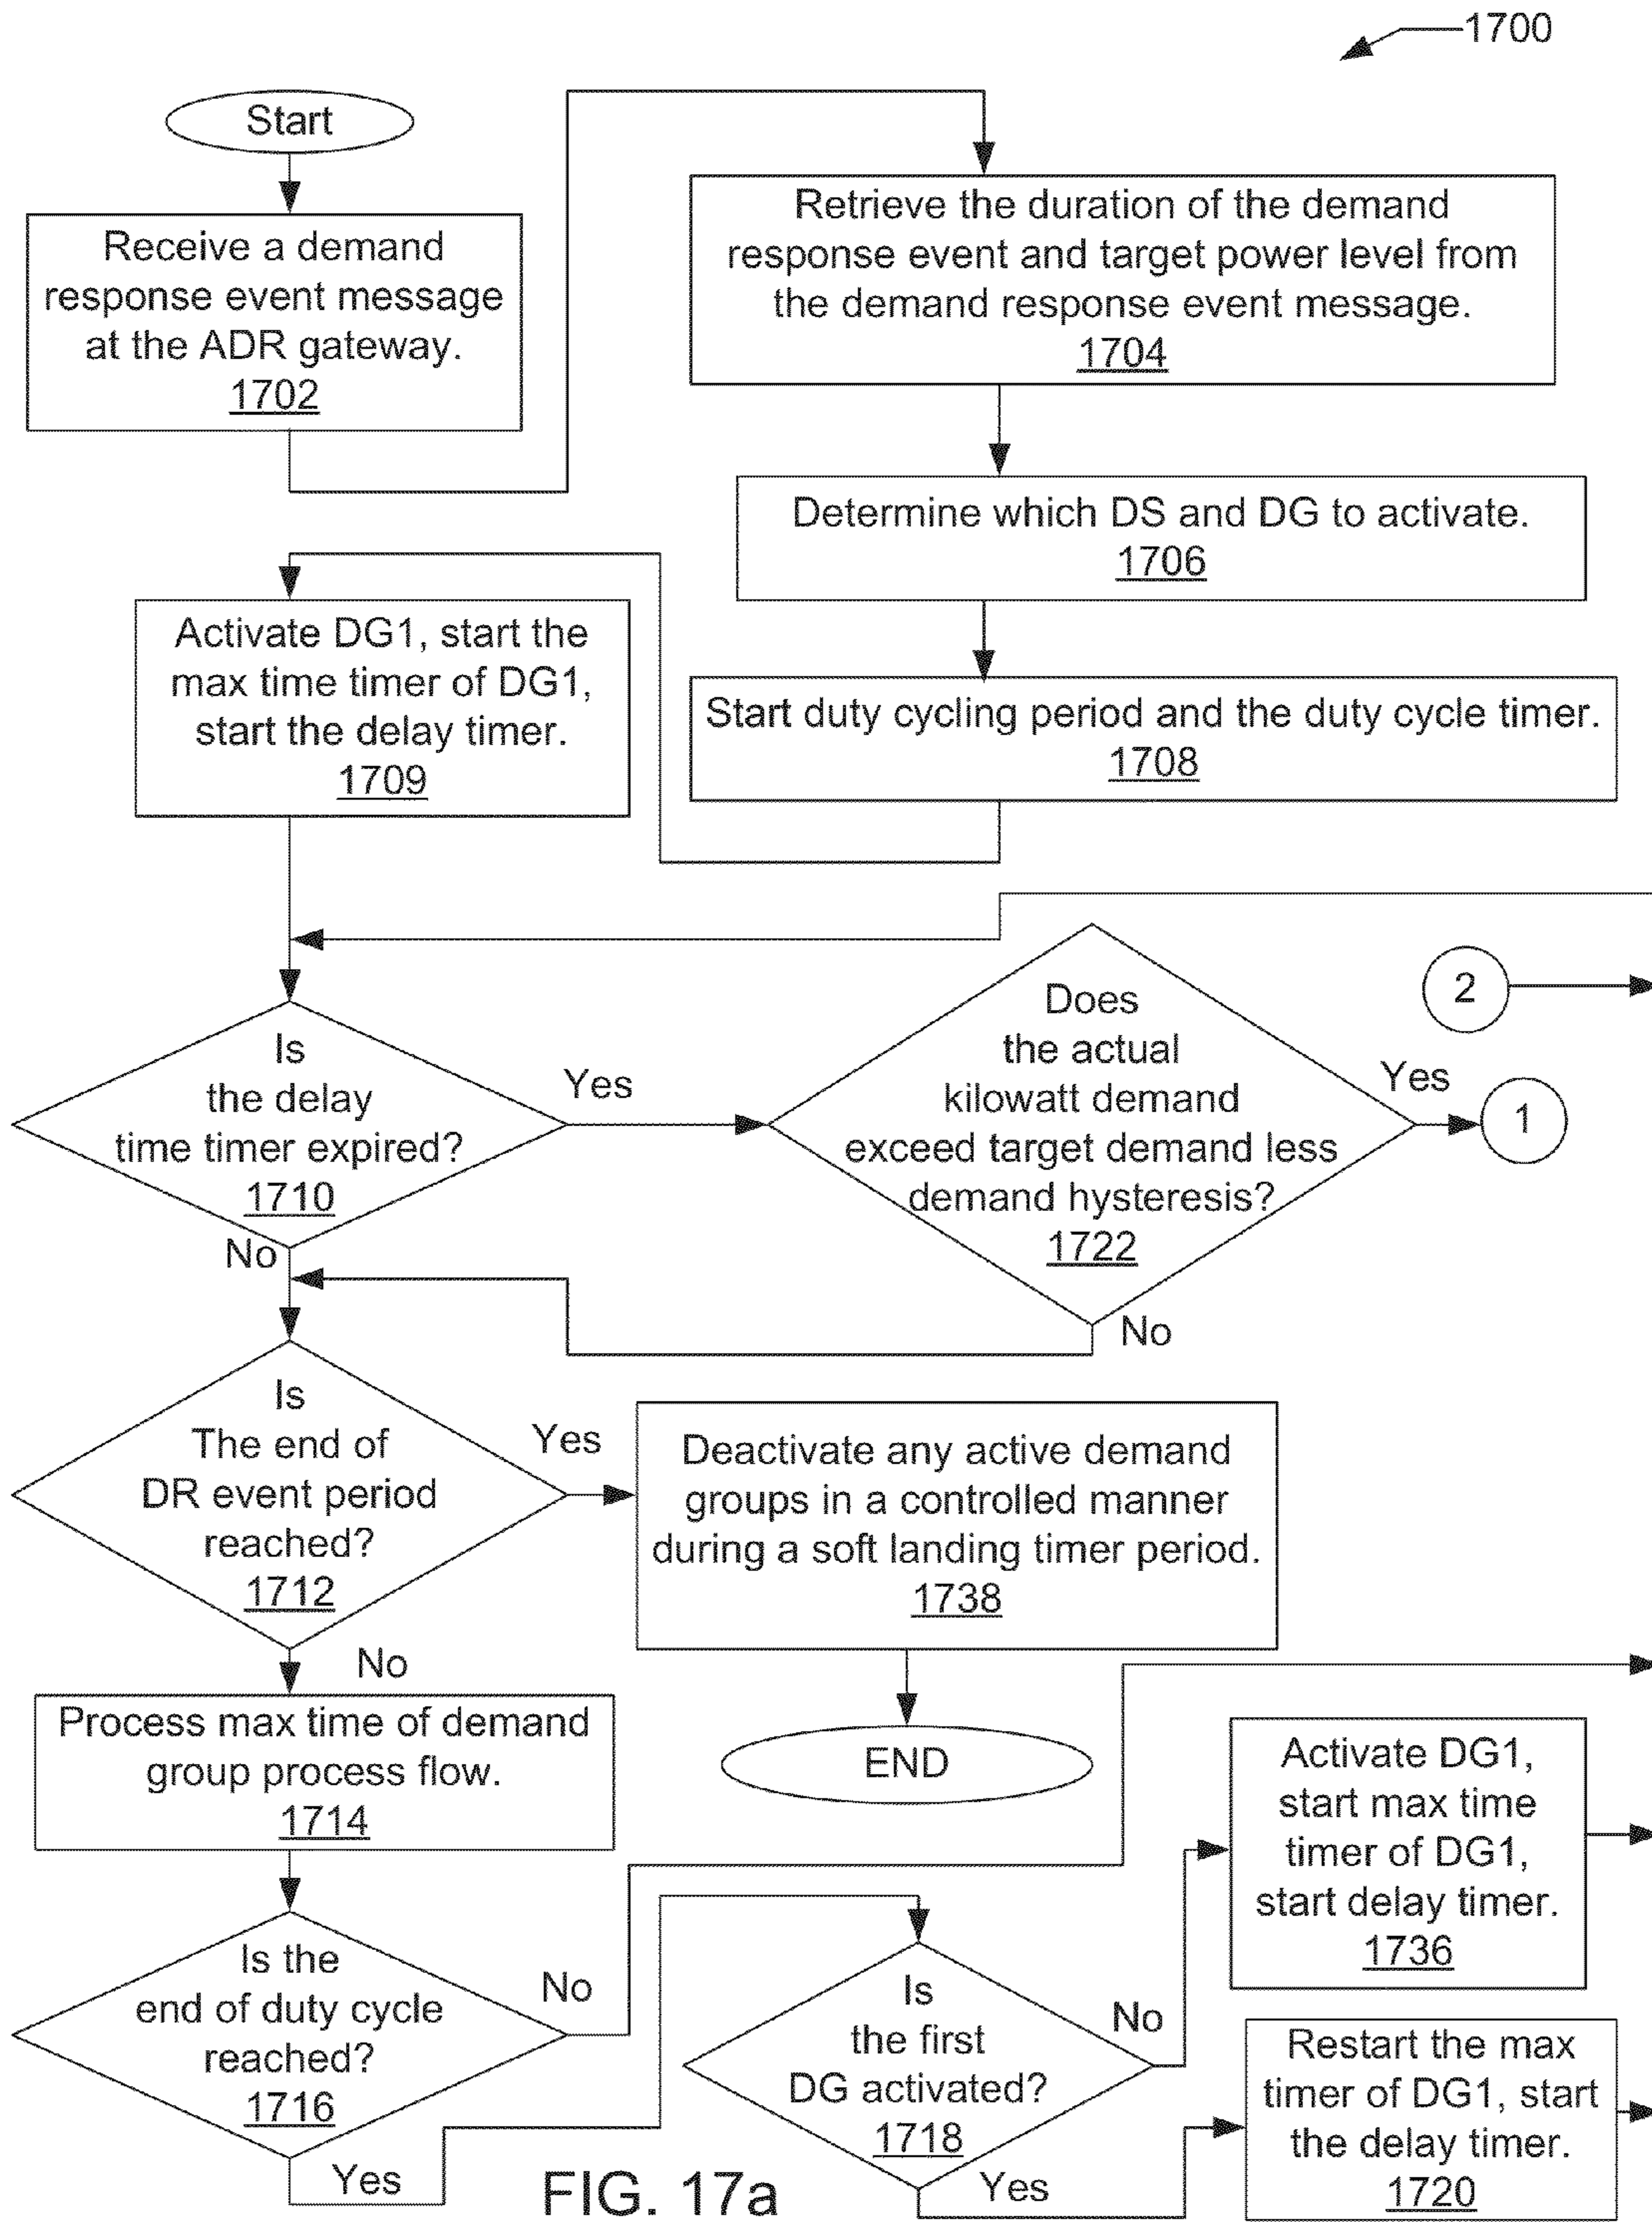 1700
Start
Receive a demand
response event message
at the ADR gateway.
1702
Retrieve the duration of the demand
response event and target power level from
the demand response event message.
1704
Determine which DS and DG to activate.
1706
Start duty cycling period and the duty cycle timer.
1708
Activate DG1, start the
max time timer of DG1,
start the delay timer.
1709
Is
the delay
time timer expired?
1710
Yes
No
Does
the actual
kilowatt demand
exceed target demand less
demand hysteresis?
1722
Yes
No
2
1
Is
The end of
DR event period
reached?
1712
Yes
No
Deactivate any active demand
groups in a controlled manner
during a soft landing timer period.
1738
END
Process max time of demand
group process flow.
1714
Is the
end of duty cycle
reached?
1716
No
Yes
Is
the first
DG activated?
1718
No
Yes
Activate DG1,
start max time
timer of DG1,
start delay timer.
1736
Restart the max
timer of DG1, start
the delay timer.
1720
FIG. 17a